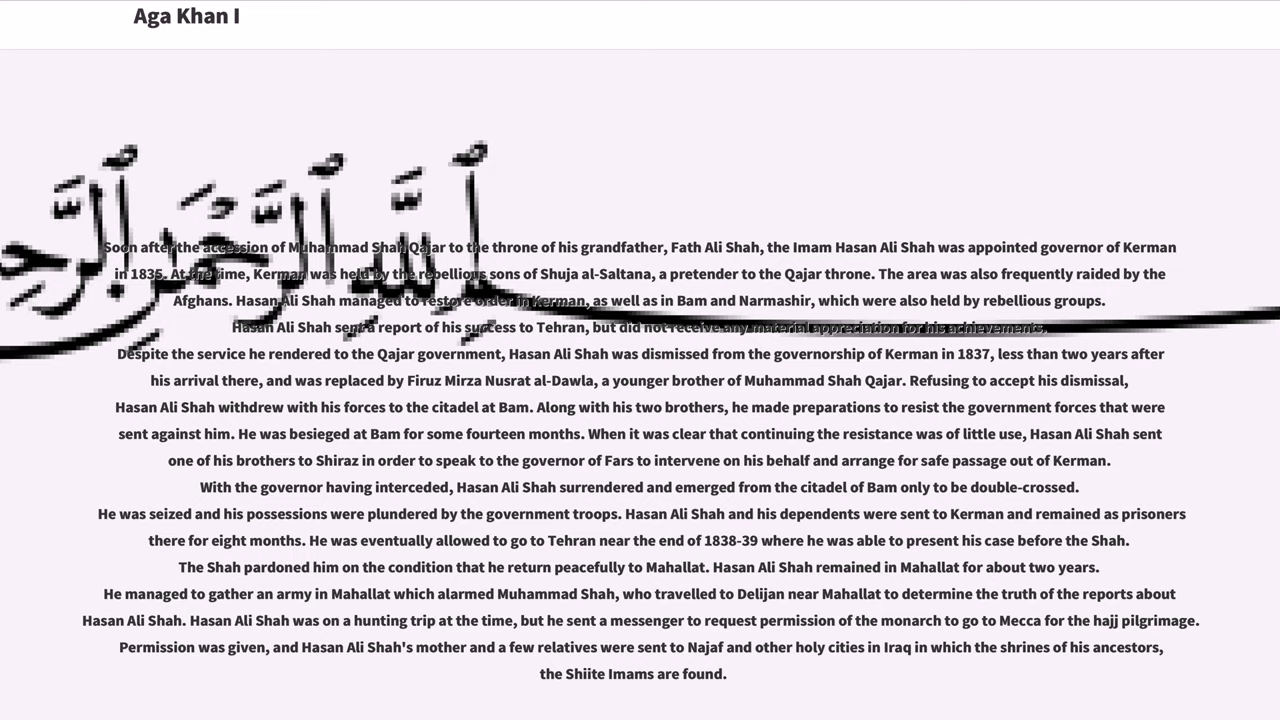 Aga Khan I
ٱللَّهِ ٱلرَّحْمَٰنِ ٱلرَّحِ
Soon after the accession of Muhammad Shah Qajar to the throne of his grandfather, Fath Ali Shah, the Imam Hasan Ali Shah was appointed governor of Kerman
in 1835. At the time, Kerman was held by the rebellious sons of Shuja al-Saltana, a pretender to the Qajar throne. The area was also frequently raided by the
Afghans. Hasan Ali Shah managed to restore order in Kerman, as well as in Bam and Narmashir, which were also held by rebellious groups.
Hasan Ali Shah sent a report of his success to Tehran, but did not receive any material appreciation for his achievements.
Despite the service he rendered to the Qajar government, Hasan Ali Shah was dismissed from the governorship of Kerman in 1837, less than two years after
his arrival there, and was replaced by Firuz Mirza Nusrat al-Dawla, a younger brother of Muhammad Shah Qajar. Refusing to accept his dismissal,
Hasan Ali Shah withdrew with his forces to the citadel at Bam. Along with his two brothers, he made preparations to resist the government forces that were
sent against him. He was besieged at Bam for some fourteen months. When it was clear that continuing the resistance was of little use, Hasan Ali Shah sent
one of his brothers to Shiraz in order to speak to the governor of Fars to intervene on his behalf and arrange for safe passage out of Kerman.
With the governor having interceded, Hasan Ali Shah surrendered and emerged from the citadel of Bam only to be double-crossed.
He was seized and his possessions were plundered by the government troops. Hasan Ali Shah and his dependents were sent to Kerman and remained as prisoners
there for eight months. He was eventually allowed to go to Tehran near the end of 1838-39 where he was able to present his case before the Shah.
The Shah pardoned him on the condition that he return peacefully to Mahallat. Hasan Ali Shah remained in Mahallat for about two years.
He managed to gather an army in Mahallat which alarmed Muhammad Shah, who travelled to Delijan near Mahallat to determine the truth of the reports about
Hasan Ali Shah. Hasan Ali Shah was on a hunting trip at the time, but he sent a messenger to request permission of the monarch to go to Mecca for the hajj pilgrimage.
Permission was given, and Hasan Ali Shah's mother and a few relatives were sent to Najaf and other holy cities in Iraq in which the shrines of his ancestors,
the Shiite Imams are found.